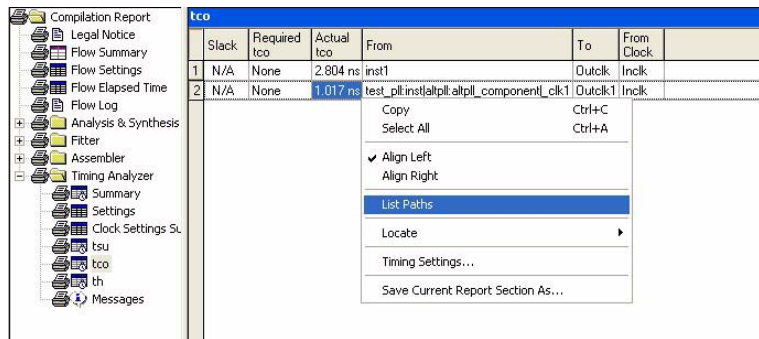 Compilation Report
Legal Notice
Flow Summary
Flow Settings
Flow Elapsed Time
Flow Log
Analysis & Synthesis
Fitter
Assembler
Timing Analyzer
Summary
Settings
Clock Settings Su
tsu
tco
th
Messages
tco
Slack Required tco Actual tco From To From Clock
1 N/A None 2.804 ns inst1 Outclk Inclk
2 N/A None 1.017 ns test_pll:inst|altpll:altpll_component|_clk1 Outclk1 Inclk
Copy Ctrl+C
Select All Ctrl+A
Align Left
Align Right
List Paths
Locate
Timing Settings...
Save Current Report Section As...